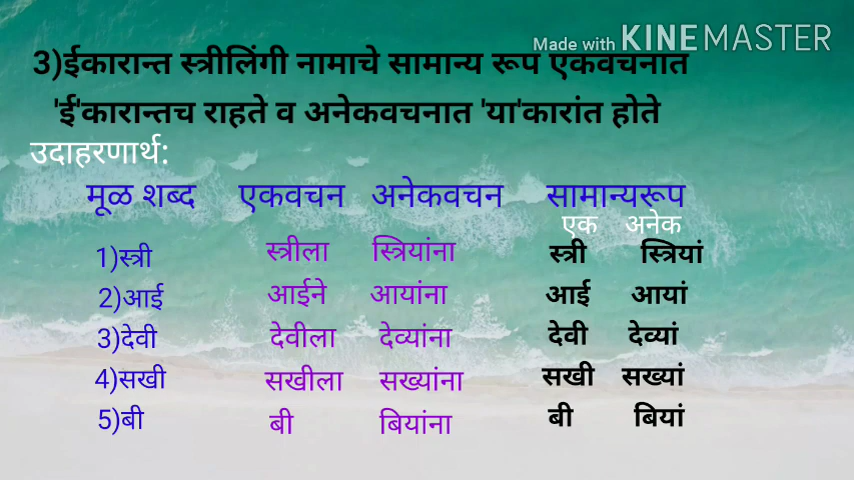 Made with KINEMASTER
3)ईकारान्त स्त्रीलिंगी नामाचे सामान्य रूप एकवचनात
'ई'कारान्तच राहते व अनेकवचनात 'या'कारांत होते
उदाहरणार्थ:
मूळ शब्द एकवचन अनेकवचन सामान्यरूप
एक अनेक
1)स्त्री स्त्रीला स्त्रियांना स्त्री स्त्रियां
2)आई आईने आयांना आई आयां
3)देवी देवीला देव्यांना देवी देव्यां
4)सखी सखीला सख्यांना सखी सख्यां
5)बी बी बियांना बी बियां